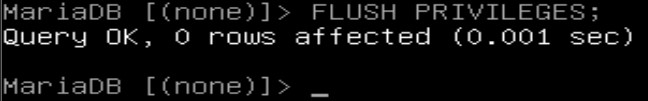 MariaDB [(none)]> FLUSH PRIVILEGES;
Query OK, 0 rows affected (0.001 sec)
MariaDB [(none)]> _